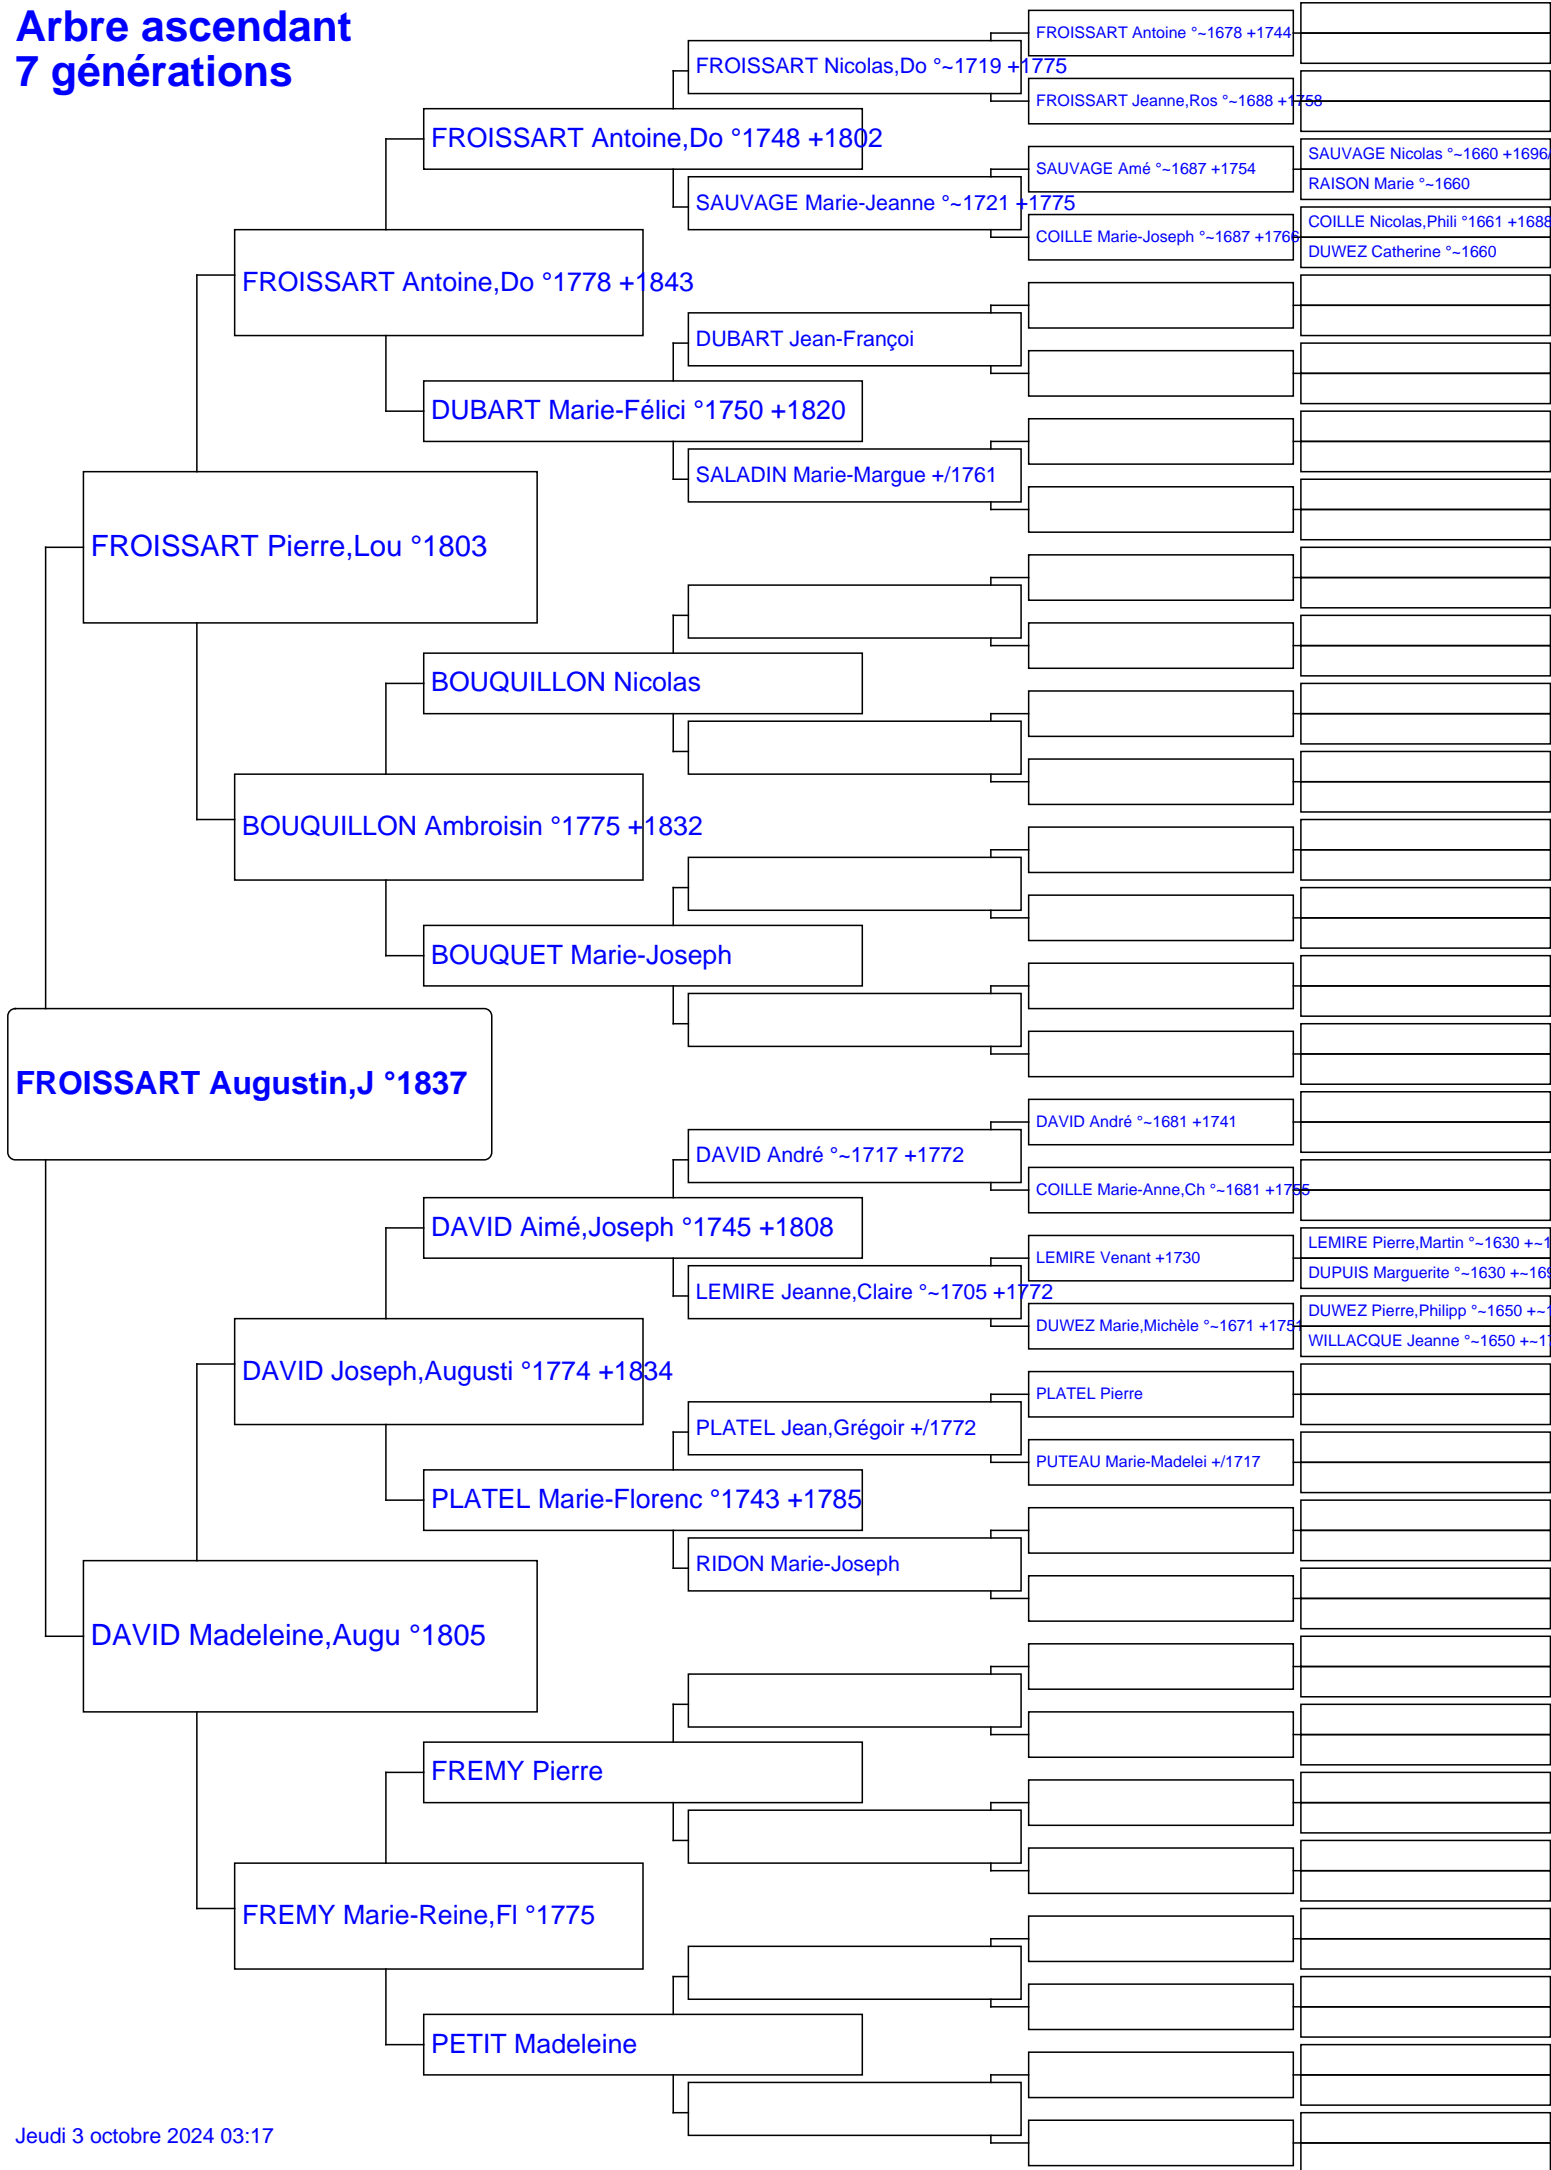 Arbre ascendant
7 générations
FROISSART Augustin,J °1837
FROISSART Pierre,Lou °1803
DAVID Madeleine,Augu °1805
FROISSART Antoine,Do °1778 +1843
BOUQUILLON Ambroisin °1775 +1832
DAVID Joseph,Augusti °1774 +1834
FREMY Marie-Reine,Fl °1775
FROISSART Antoine,Do °1748 +1802
DUBART Marie-Félici °1750 +1820
BOUQUILLON Nicolas
BOUQUET Marie-Joseph
DAVID Aimé,Joseph °1745 +1808
PLATEL Marie-Florenc °1743 +1785
FREMY Pierre
PETIT Madeleine
FROISSART Nicolas,Do °~1719 +1775
SAUVAGE Marie-Jeanne °~1721 +1775
DUBART Jean-Françoi
SALADIN Marie-Margue +/1761
DAVID André °~1717 +1772
LEMIRE Jeanne,Claire °~1705 +1772
PLATEL Jean,Grégoir +/1772
RIDON Marie-Joseph
FROISSART Antoine °~1678 +1744
FROISSART Jeanne,Ros °~1688 +1758
SAUVAGE Amé °~1687 +1754
COILLE Marie-Joseph °~1687 +1766
DAVID André °~1681 +1741
COILLE Marie-Anne,Ch °~1681 +1755
LEMIRE Venant +1730
DUWEZ Marie,Michèle °~1671 +1751
PLATEL Pierre
PUTEAU Marie-Madelei +/1717
SAUVAGE Nicolas °~1660 +1696/
RAISON Marie °~1660
COILLE Nicolas,Phili °1661 +1688
DUWEZ Catherine °~1660
LEMIRE Pierre,Martin °~1630 +~1
DUPUIS Marguerite °~1630 +~169
DUWEZ Pierre,Philipp °~1650 +~1
WILLACQUE Jeanne °~1650 +~17
Jeudi 3 octobre 2024 03:17